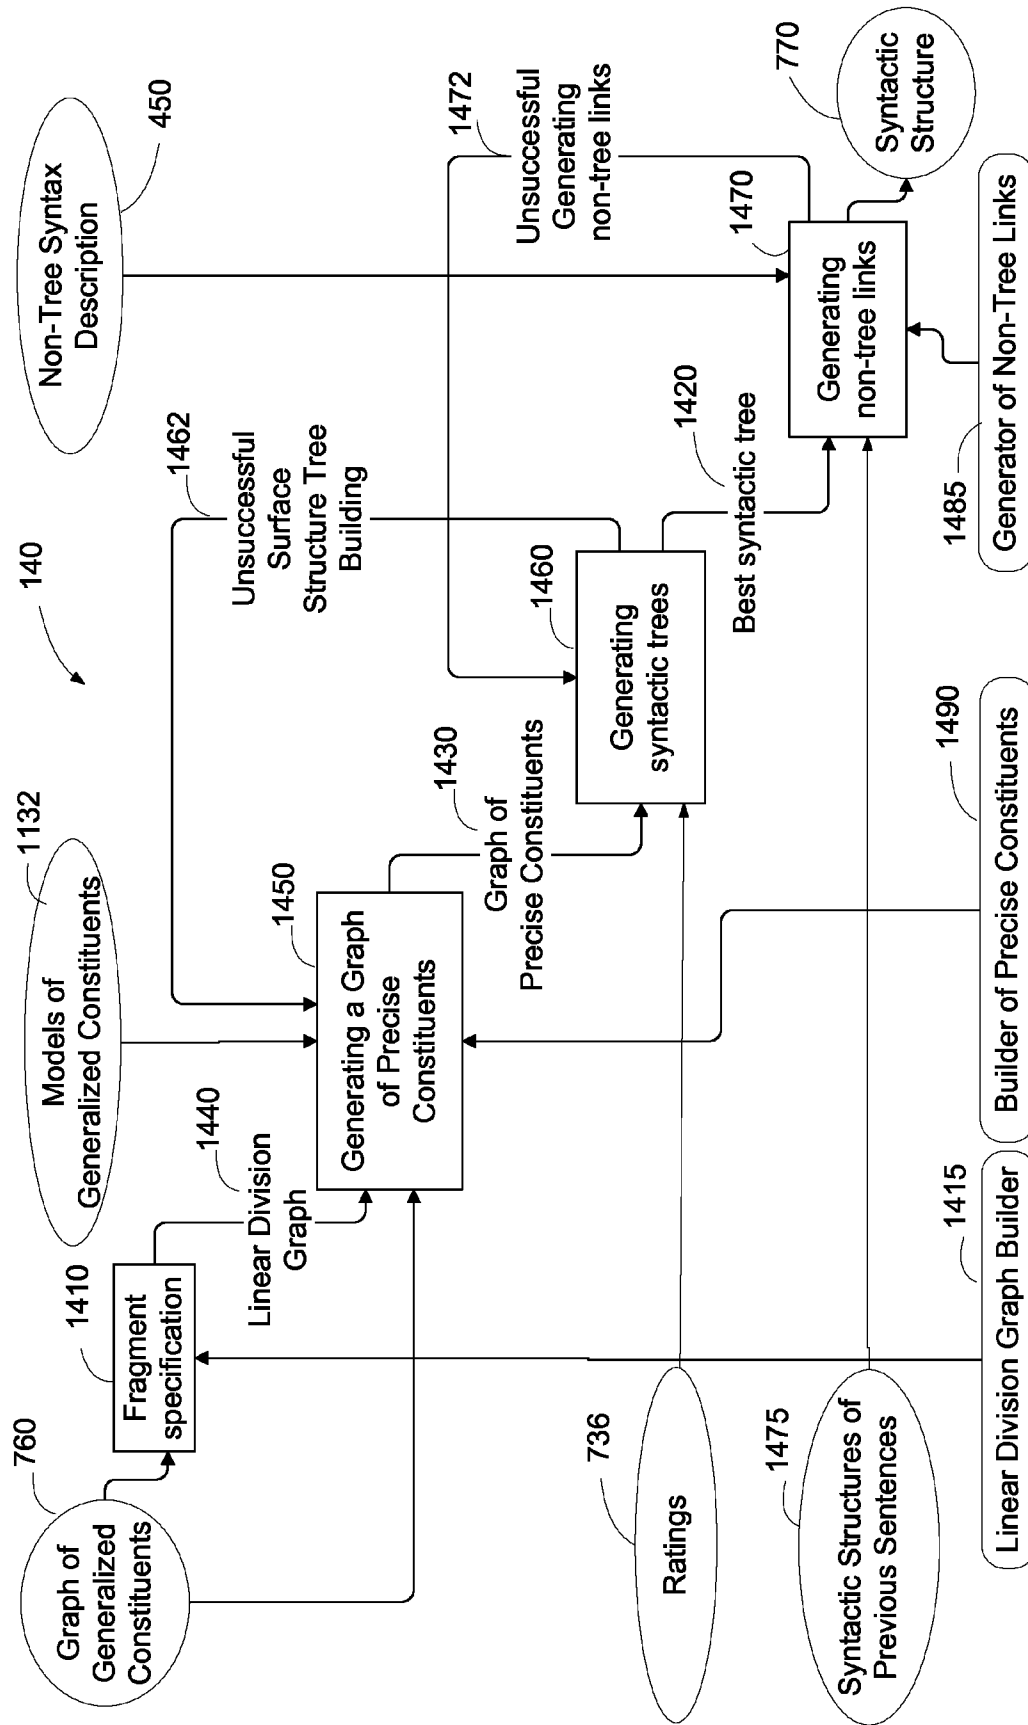 140
760
Graph of
Generalized
Constituents
1410
Fragment
specification
1132
Models of
Generalized Constituents
Non-Tree Syntax
Description
450
1440
Linear Division
Graph
1450
Generating a Graph
of Precise
Constituents
1462
Unsuccessful
Surface
Structure Tree
Building
1430
Graph of
Precise Constituents
1460
Generating
syntactic trees
1472
Unsuccessful
Generating
non-tree links
1420
Best syntactic tree
1470
Generating
non-tree links
770
Syntactic
Structure
736
Ratings
1475
Syntactic Structures of
Previous Sentences
1415
Linear Division Graph Builder
1490
Builder of Precise Constituents
1485
Generator of Non-Tree Links